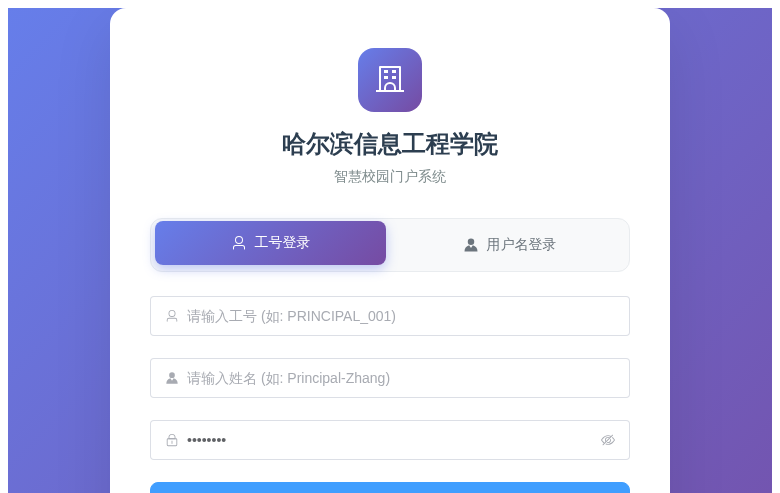 哈尔滨信息工程学院
智慧校园门户系统
工号登录
用户名登录
请输入工号 (如: PRINCIPAL_001)
请输入姓名 (如: Principal-Zhang)
••••••••